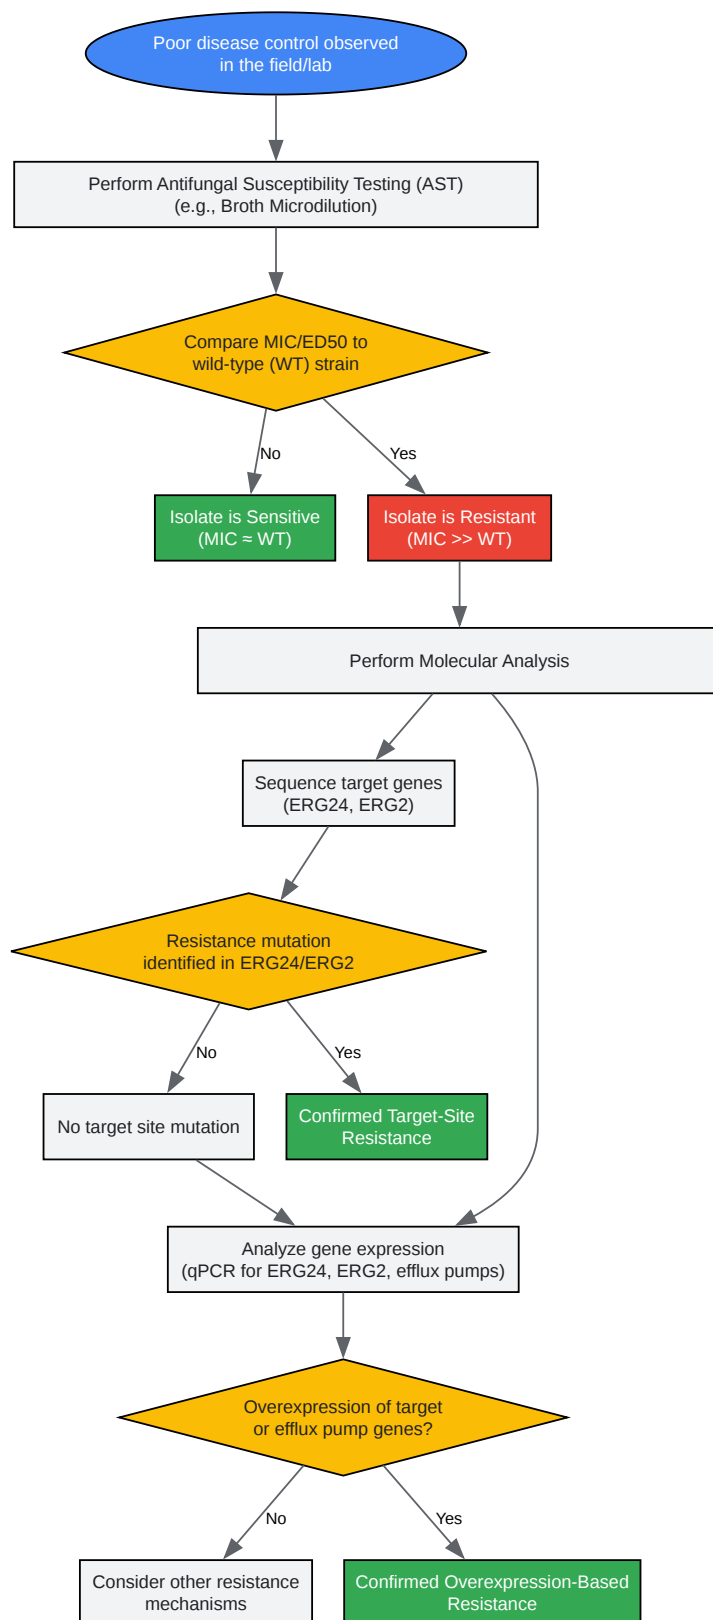 Poor disease control observed
in the field/lab
Perform Antifungal Susceptibility Testing (AST)
(e.g., Broth Microdilution)
Compare MIC/ED50 to
wild-type (WT) strain
No
Yes
Isolate is Sensitive
(MIC ≈ WT)
Isolate is Resistant
(MIC >> WT)
Perform Molecular Analysis
Sequence target genes
(ERG24, ERG2)
Resistance mutation
identified in ERG24/ERG2
No
Yes
No target site mutation
Confirmed Target-Site
Resistance
Analyze gene expression
(qPCR for ERG24, ERG2, efflux pumps)
Overexpression of target
or efflux pump genes?
No
Yes
Consider other resistance
mechanisms
Confirmed Overexpression-Based
Resistance